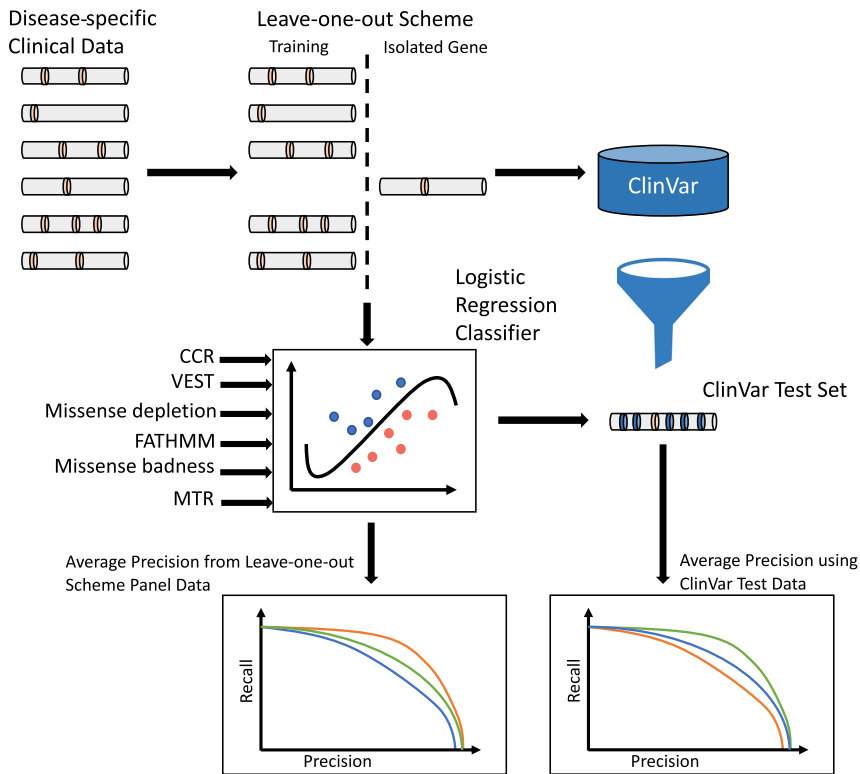 Disease-specific
Clinical Data
Leave-one-out Scheme
Training
Isolated Gene
ClinVar
Logistic
Regression
Classifier
CCR
VEST
Missense depletion
FATHMM
Missense badness
MTR
ClinVar Test Set
Average Precision from Leave-one-out
Scheme Panel Data
Average Precision using
ClinVar Test Data
Recall
Precision
Recall
Precision